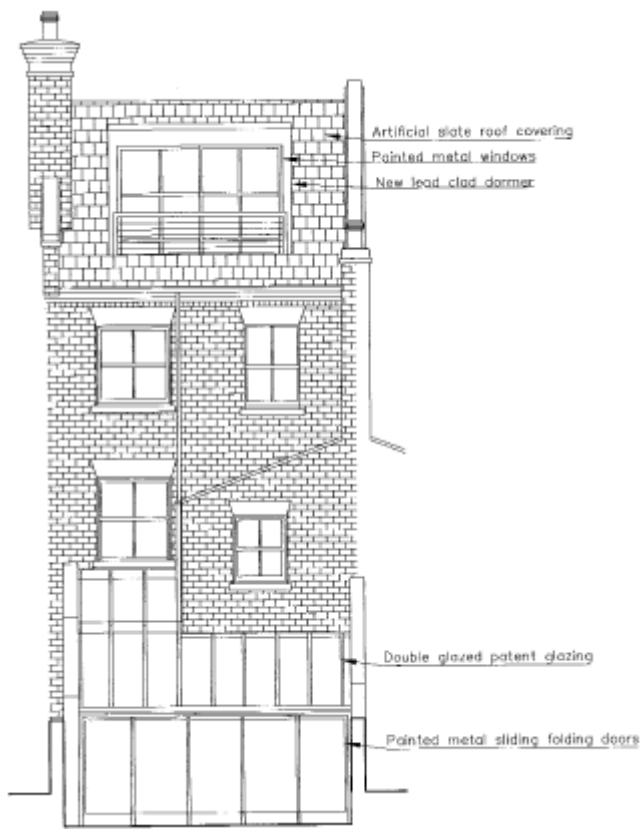 Artificial slate roof covering
Painted metal windows
New lead clad dormer
Double glazed patent glazing
Painted metal sliding folding doors